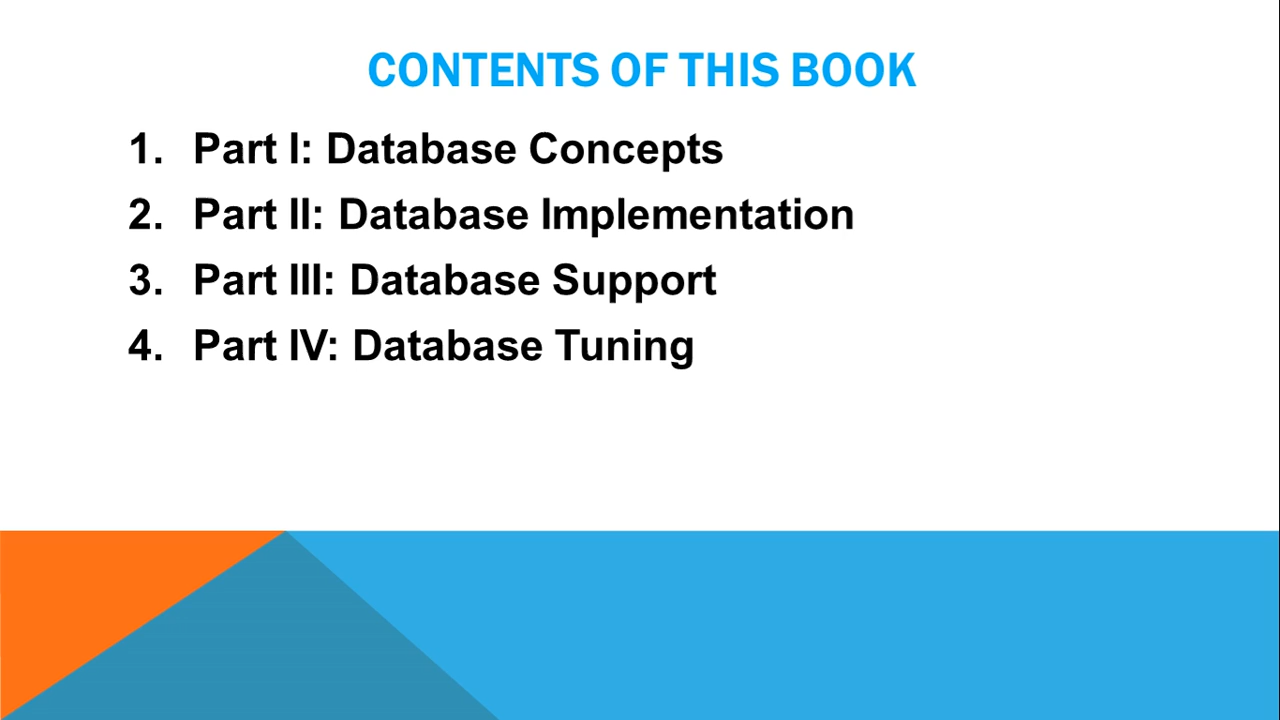 CONTENTS OF THIS BOOK
1. Part I: Database Concepts
2. Part II: Database Implementation
3. Part III: Database Support
4. Part IV: Database Tuning